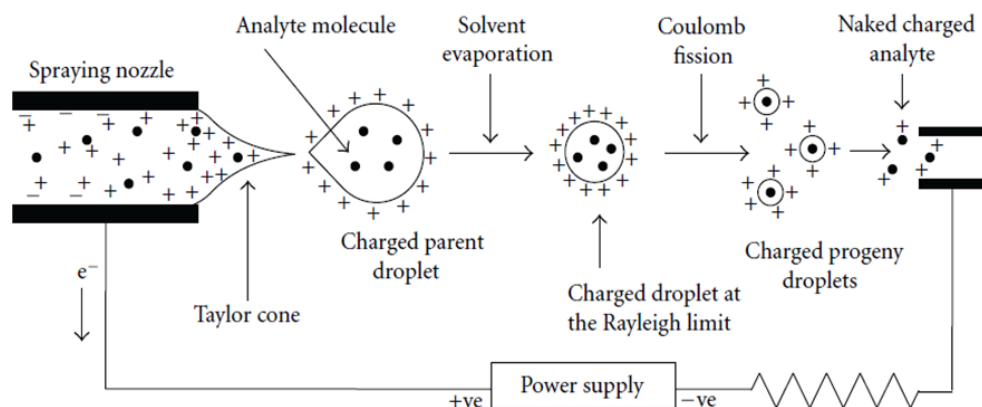 Analyte molecule
Solvent
evaporation
Coulomb
fission
Naked charged
analyte
Spraying nozzle
Charged parent
droplet
Charged progeny
droplets
e−
Taylor cone
Charged droplet at
the Rayleigh limit
+ve
Power supply
−ve